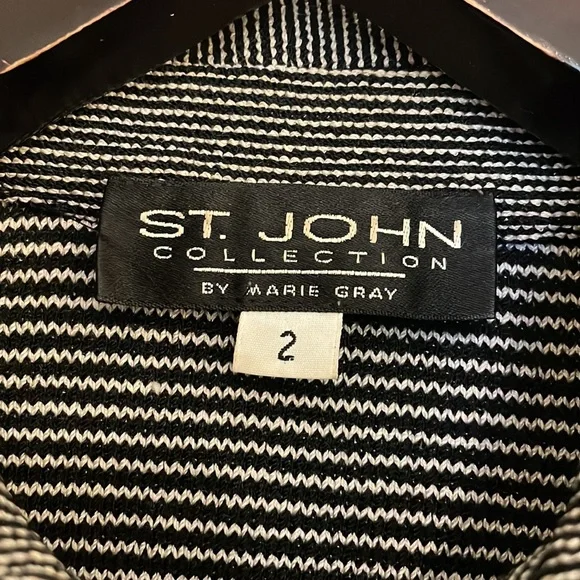 ST. JOHN
COLLECTION
BY MARIE GRAY
2